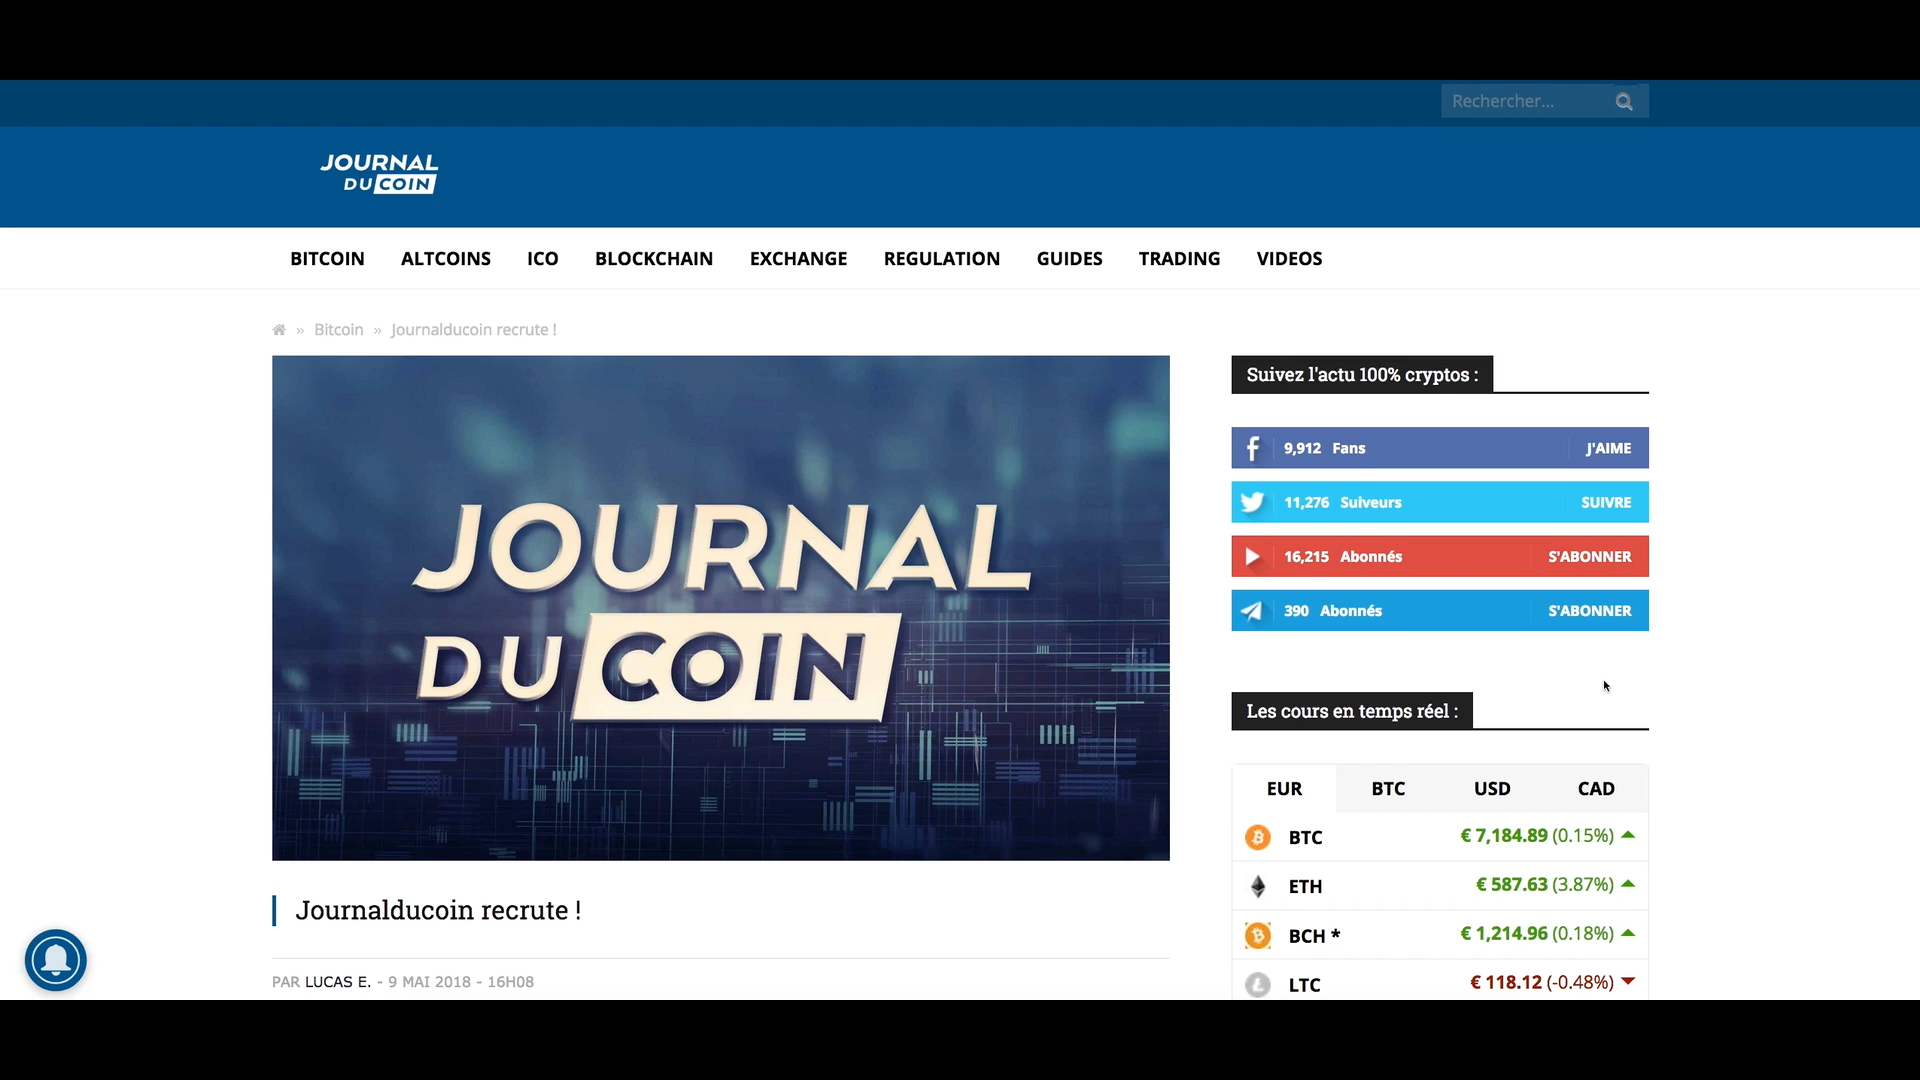 Rechercher...
JOURNAL
DU COIN
BITCOIN ALTCOINS ICO BLOCKCHAIN EXCHANGE REGULATION GUIDES TRADING VIDEOS
» Bitcoin » Journalducoin recrute !
JOURNAL
DU COIN
Journalducoin recrute !
PAR LUCAS E. - 9 MAI 2018 - 16H08
Suivez l'actu 100% cryptos :
9,912 Fans J'AIME
11,276 Suiveurs SUIVRE
16,215 Abonnés S'ABONNER
390 Abonnés S'ABONNER
Les cours en temps réel :
EUR BTC USD CAD
BTC € 7,184.89 (0.15%)
ETH € 587.63 (3.87%)
BCH * € 1,214.96 (0.18%)
LTC € 118.12 (-0.48%)